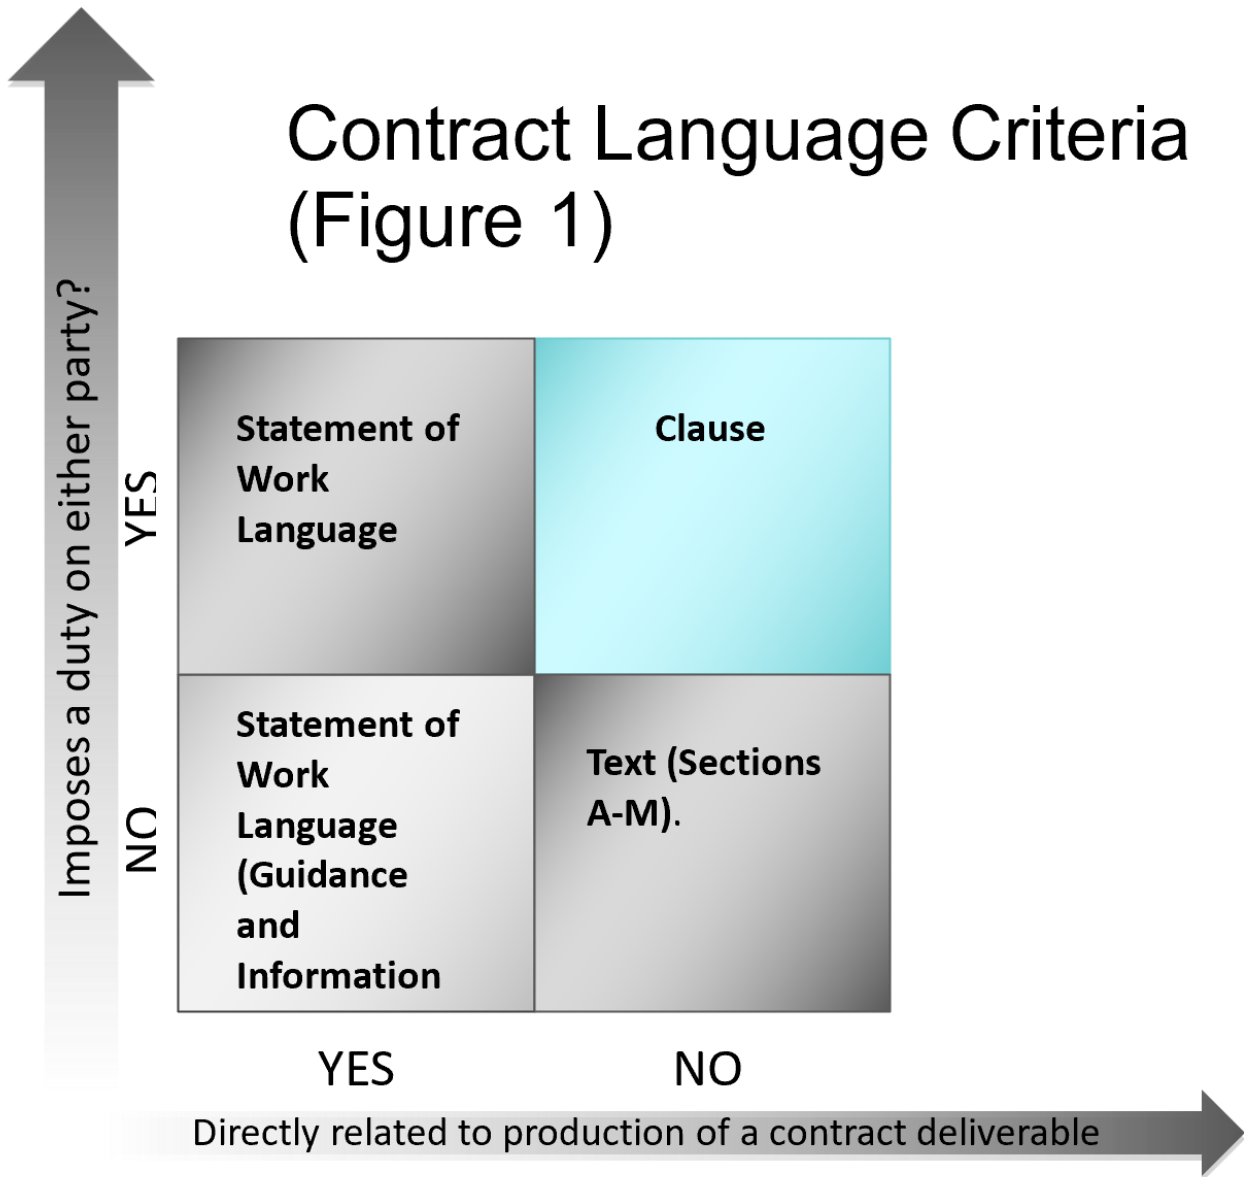 Contract Language Criteria
(Figure 1)
Imposes a duty on either party?
YES
Statement of
Work
Language
Clause
NO
Statement of
Work
Language
(Guidance
and
Information
Text (Sections
A-M).
YES
NO
Directly related to production of a contract deliverable